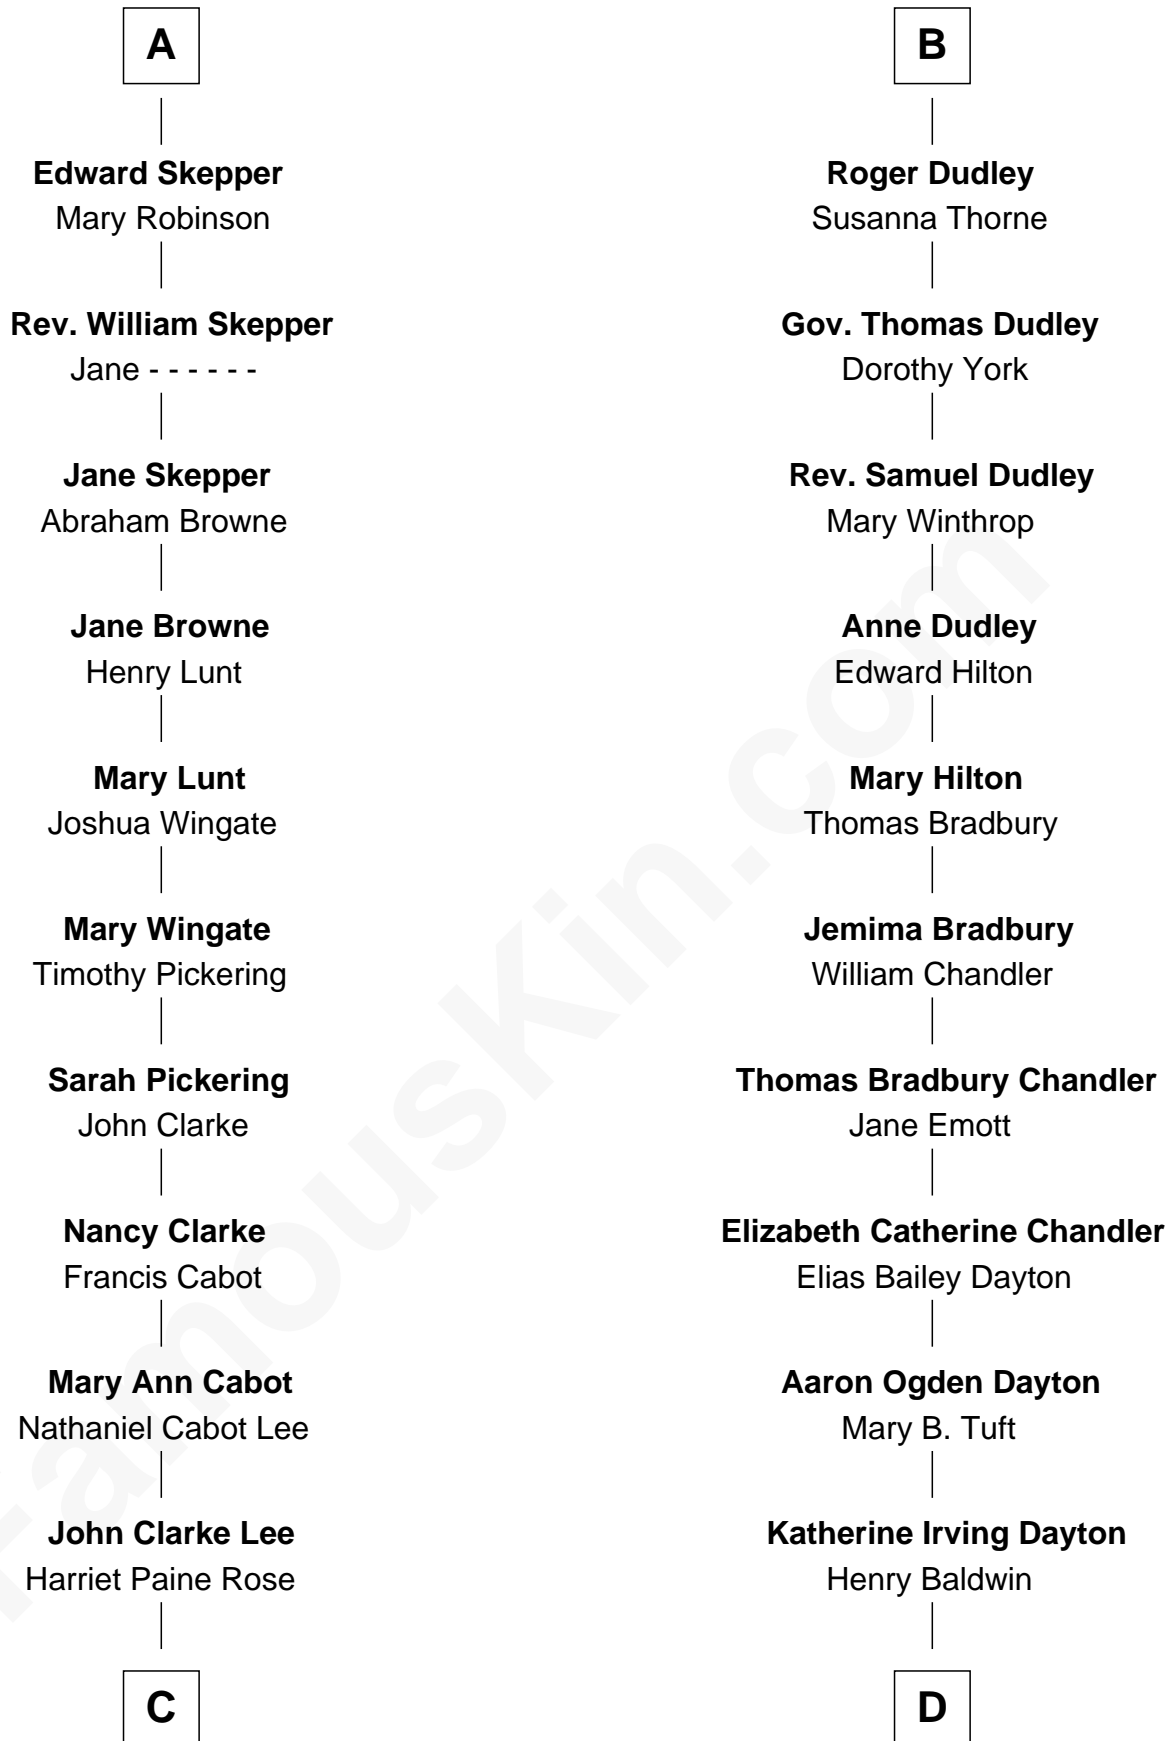 A
Edward Skepper
Mary Robinson
Rev. William Skepper
Jane - - - - - -
Jane Skepper
Abraham Browne
Jane Browne
Henry Lunt
Mary Lunt
Joshua Wingate
Mary Wingate
Timothy Pickering
Sarah Pickering
John Clarke
Nancy Clarke
Francis Cabot
Mary Ann Cabot
Nathaniel Cabot Lee
John Clarke Lee
Harriet Paine Rose
C
B
Roger Dudley
Susanna Thorne
Gov. Thomas Dudley
Dorothy York
Rev. Samuel Dudley
Mary Winthrop
Anne Dudley
Edward Hilton
Mary Hilton
Thomas Bradbury
Jemima Bradbury
William Chandler
Thomas Bradbury Chandler
Jane Emott
Elizabeth Catherine Chandler
Elias Bailey Dayton
Aaron Ogden Dayton
Mary B. Tuft
Katherine Irving Dayton
Henry Baldwin
D
FamousKin.com